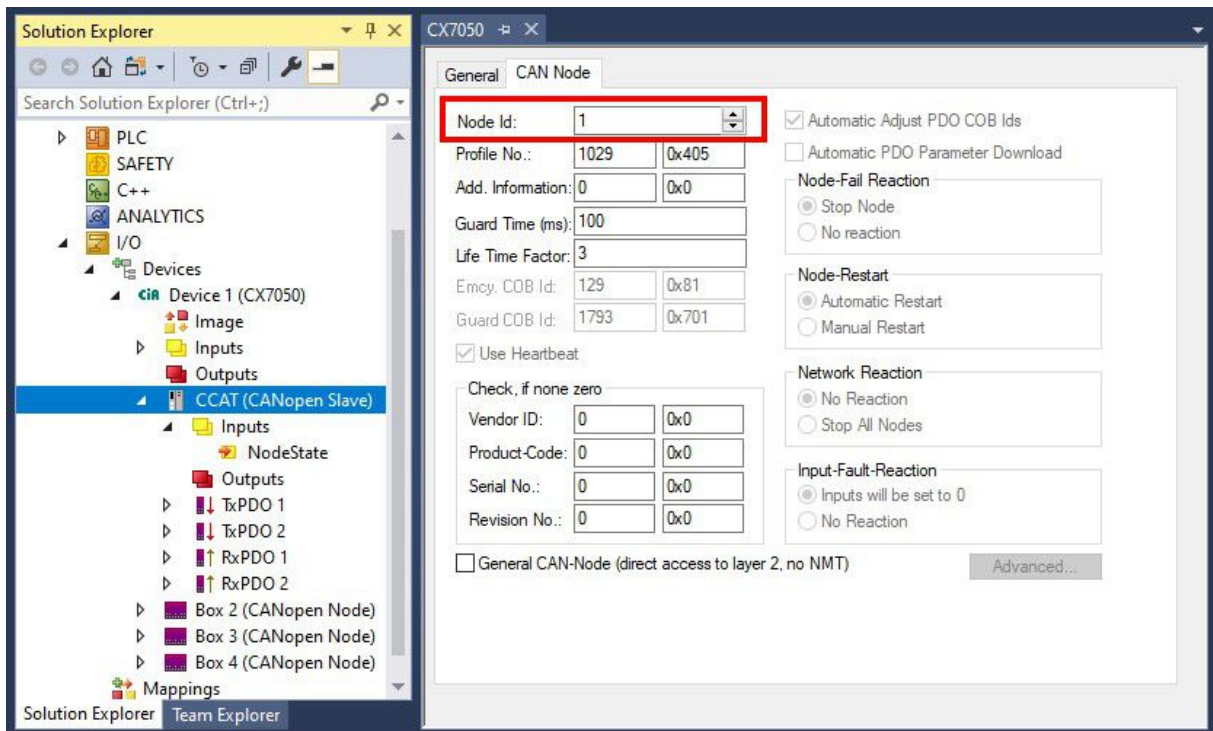 Solution Explorer
Search Solution Explorer (Ctrl+;)
PLC
SAFETY
C++
ANALYTICS
I/O
Devices
CiA Device 1 (CX7050)
Image
Inputs
Outputs
CCAT (CANopen Slave)
Inputs
NodeState
Outputs
TxPDO 1
TxPDO 2
RxPDO 1
RxPDO 2
Box 2 (CANopen Node)
Box 3 (CANopen Node)
Box 4 (CANopen Node)
Mappings
Solution Explorer Team Explorer
CX7050
General CAN Node
Node Id: 1
Profile No.: 1029 0x405
Add. Information: 0 0x0
Guard Time (ms): 100
Life Time Factor: 3
Emcy. COB Id: 129 0x81
Guard COB Id: 1793 0x701
Use Heartbeat
Check, if none zero
Vendor ID: 0 0x0
Product-Code: 0 0x0
Serial No.: 0 0x0
Revision No.: 0 0x0
General CAN-Node (direct access to layer 2, no NMT)
Automatic Adjust PDO COB Ids
Automatic PDO Parameter Download
Node-Fail Reaction
Stop Node
No reaction
Node-Restart
Automatic Restart
Manual Restart
Network Reaction
No Reaction
Stop All Nodes
Input-Fault-Reaction
Inputs will be set to 0
No Reaction
Advanced...